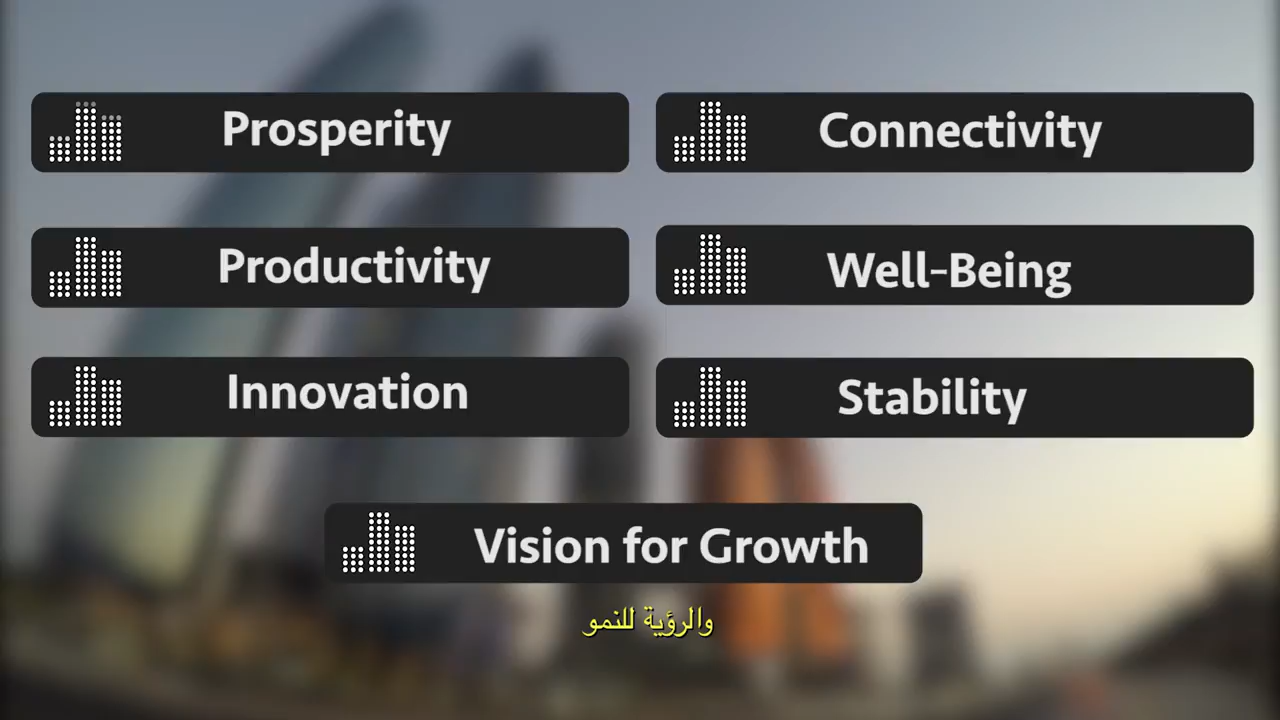 Prosperity
Connectivity
Productivity
Well-Being
Innovation
Stability
Vision for Growth
والرؤية للنمو